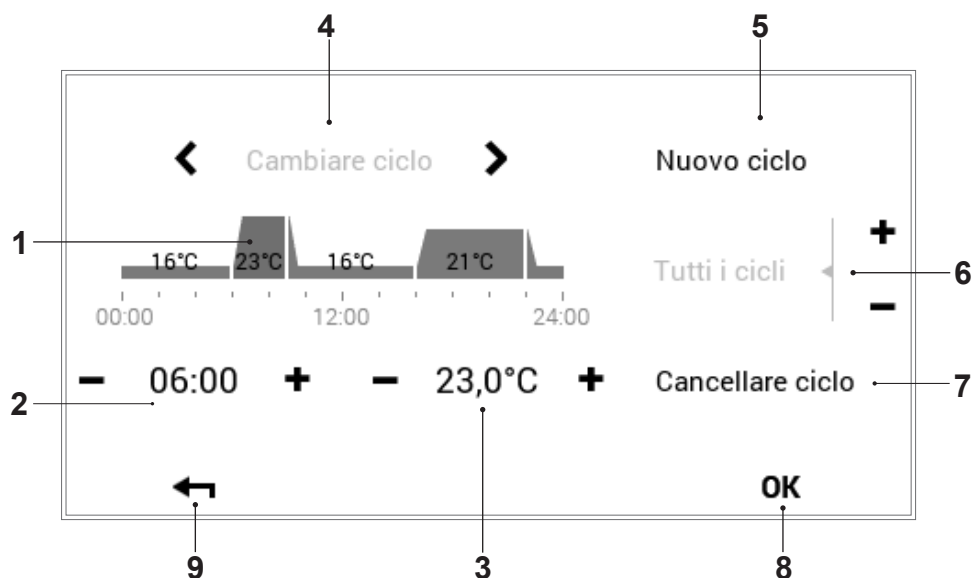 4 5
Cambiare ciclo Nuovo ciclo
1 16°C 23°C 16°C 21°C Tutti i cicli + 6
00:00 12:00 24:00 −
2 − 06:00 + − 23,0°C + Cancellare ciclo 7
OK
9 3 8